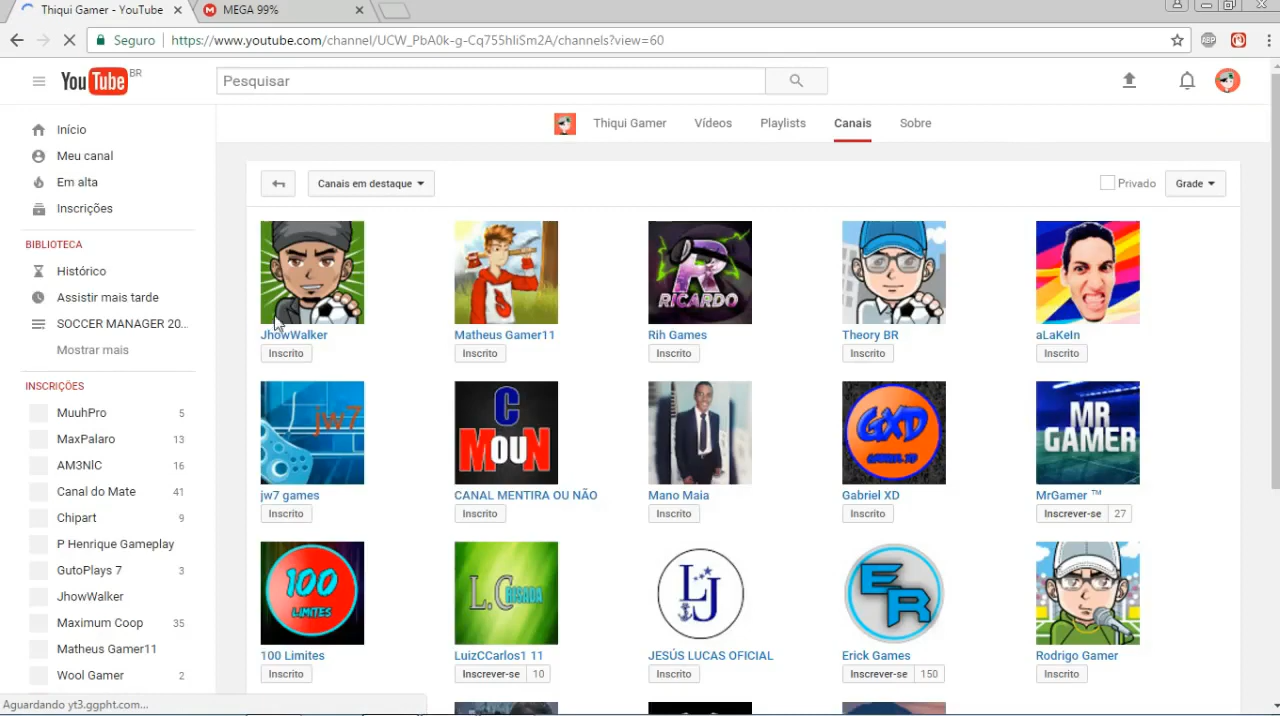 Thiqui Gamer - YouTube
MEGA 99%
Seguro
https://www.youtube.com/channel/UCW_PbA0k-g-Cq755hliSm2A/channels?view=60
ABP
YouTube BR
Pesquisar
Thiqui Gamer
Vídeos
Playlists
Canais
Sobre
Início
Meu canal
Em alta
Inscrições
BIBLIOTECA
Histórico
Assistir mais tarde
SOCCER MANAGER 20...
Mostrar mais
INSCRIÇÕES
MuuhPro 5
MaxPalaro 13
AM3NlC 16
Canal do Mate 41
Chipart 9
P Henrique Gameplay
GutoPlays 7 3
JhowWalker
Maximum Coop 35
Matheus Gamer11
Wool Gamer 2
Canais em destaque
Privado
Grade
R
RICARDO
JhowWalker
Matheus Gamer11
Rih Games
Theory BR
aLaKeIn
Inscrito
Inscrito
Inscrito
Inscrito
Inscrito
jw7
C
MouN
GXD
GABRIEL XD
MR
GAMER
jw7 games
CANAL MENTIRA OU NÃO
Mano Maia
Gabriel XD
MrGamer ™
Inscrito
Inscrito
Inscrito
Inscrito
Inscrever-se 27
100
LIMITES
L.CRISADA
LJ
ER
100 Limites
LuizCCarlos1 11
JESÚS LUCAS OFICIAL
Erick Games
Rodrigo Gamer
Inscrito
Inscrever-se 10
Inscrito
Inscrever-se 150
Inscrito
Aguardando yt3.ggpht.com...